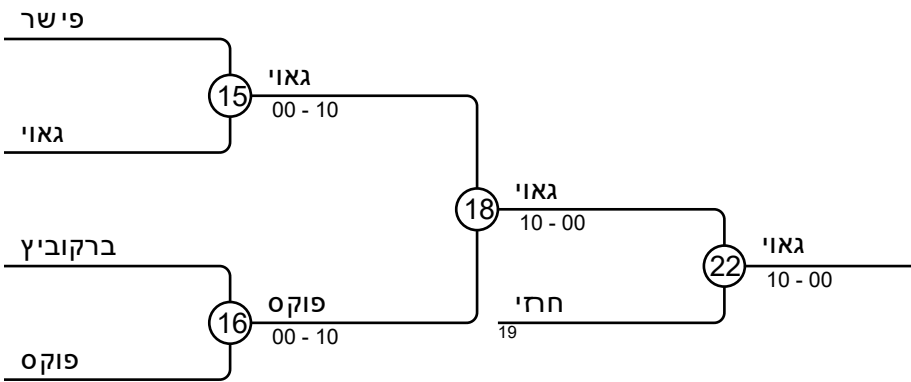 פישר
גאוי
15
00 - 10
גאוי
גאוי
18
10 - 00
ברקוביץ
גאוי
22
10 - 00
פוקס
16
00 - 10
חרזי
19
פוקס